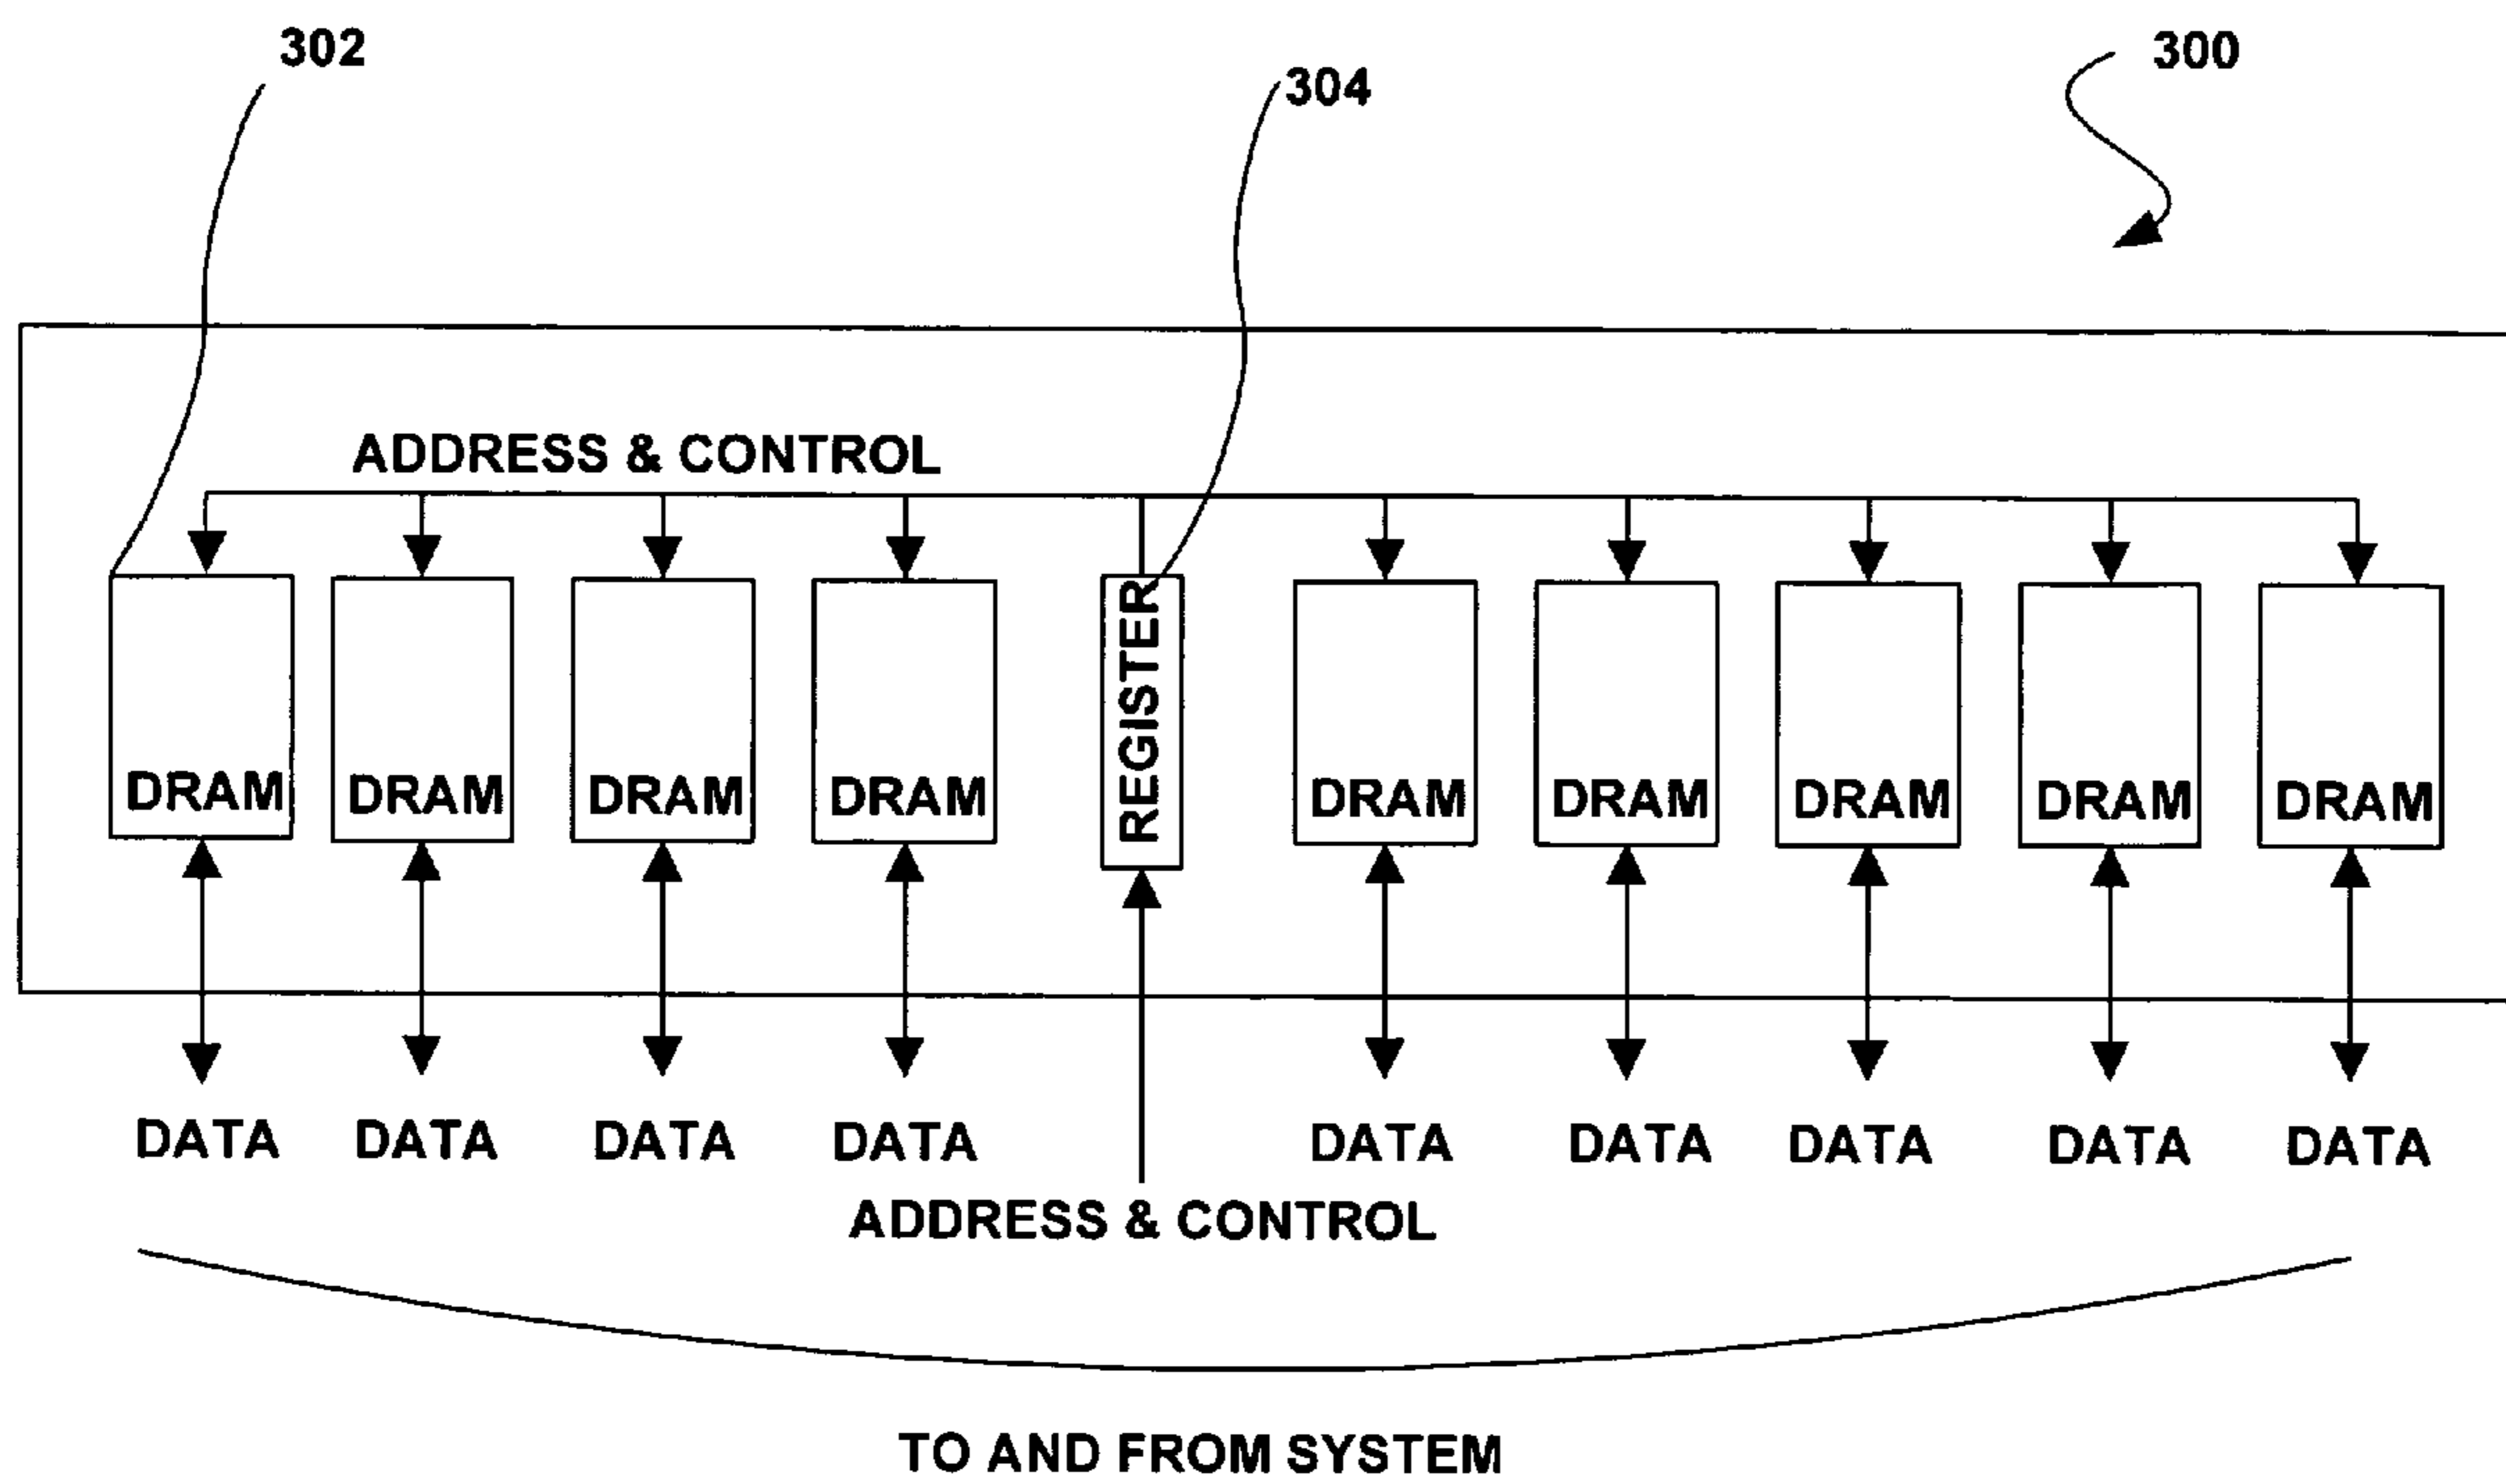 302
304
300
ADDRESS & CONTROL
REGISTER
DRAM DRAM DRAM DRAM DRAM DRAM DRAM DRAM DRAM
DATA DATA DATA DATA DATA DATA DATA DATA DATA
ADDRESS & CONTROL
TO AND FROM SYSTEM